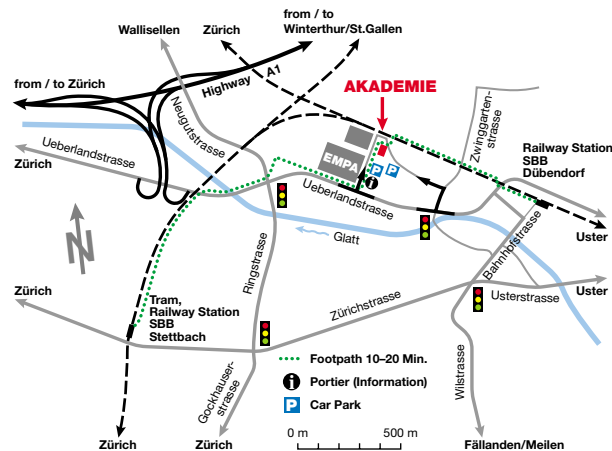 from / to
Winterthur/St.Gallen
Wallisellen
Zürich
Highway A1
from / to Zürich
AKADEMIE
Neugutstrasse
Zwinggarten-
strasse
Railway Station
SBB
Dübendorf
Ueberlandstrasse
Zürich
EMPA
P P
i
Ueberlandstrasse
Uster
N
Glatt
Bahnhofstrasse
Ringstrasse
Zürich
Tram,
Railway Station
SBB
Stettbach
Zürichstrasse
Usterstrasse
Uster
Gockhauser-
strasse
Wilstrasse
Footpath 10–20 Min.
i Portier (Information)
P Car Park
0 m 500 m
Zürich
Zürich
Fällanden/Meilen